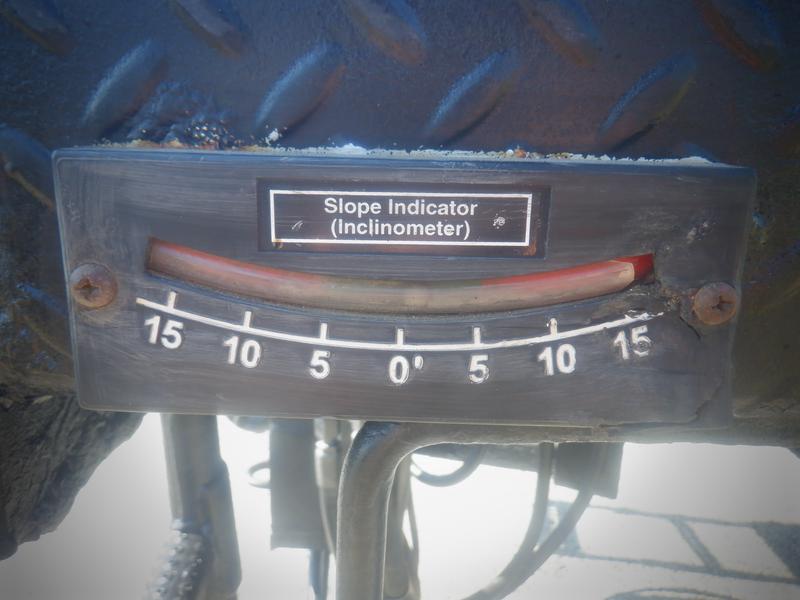 Slope Indicator
(Inclinometer)
15 10 5 0' 5 10 15